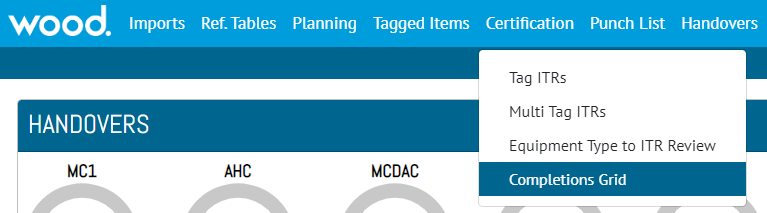 wood. Imports Ref. Tables Planning Tagged Items Certification Punch List Handovers
Tag ITRs
Multi Tag ITRs
Equipment Type to ITR Review
Completions Grid
HANDOVERS
MC1 AHC MCDAC